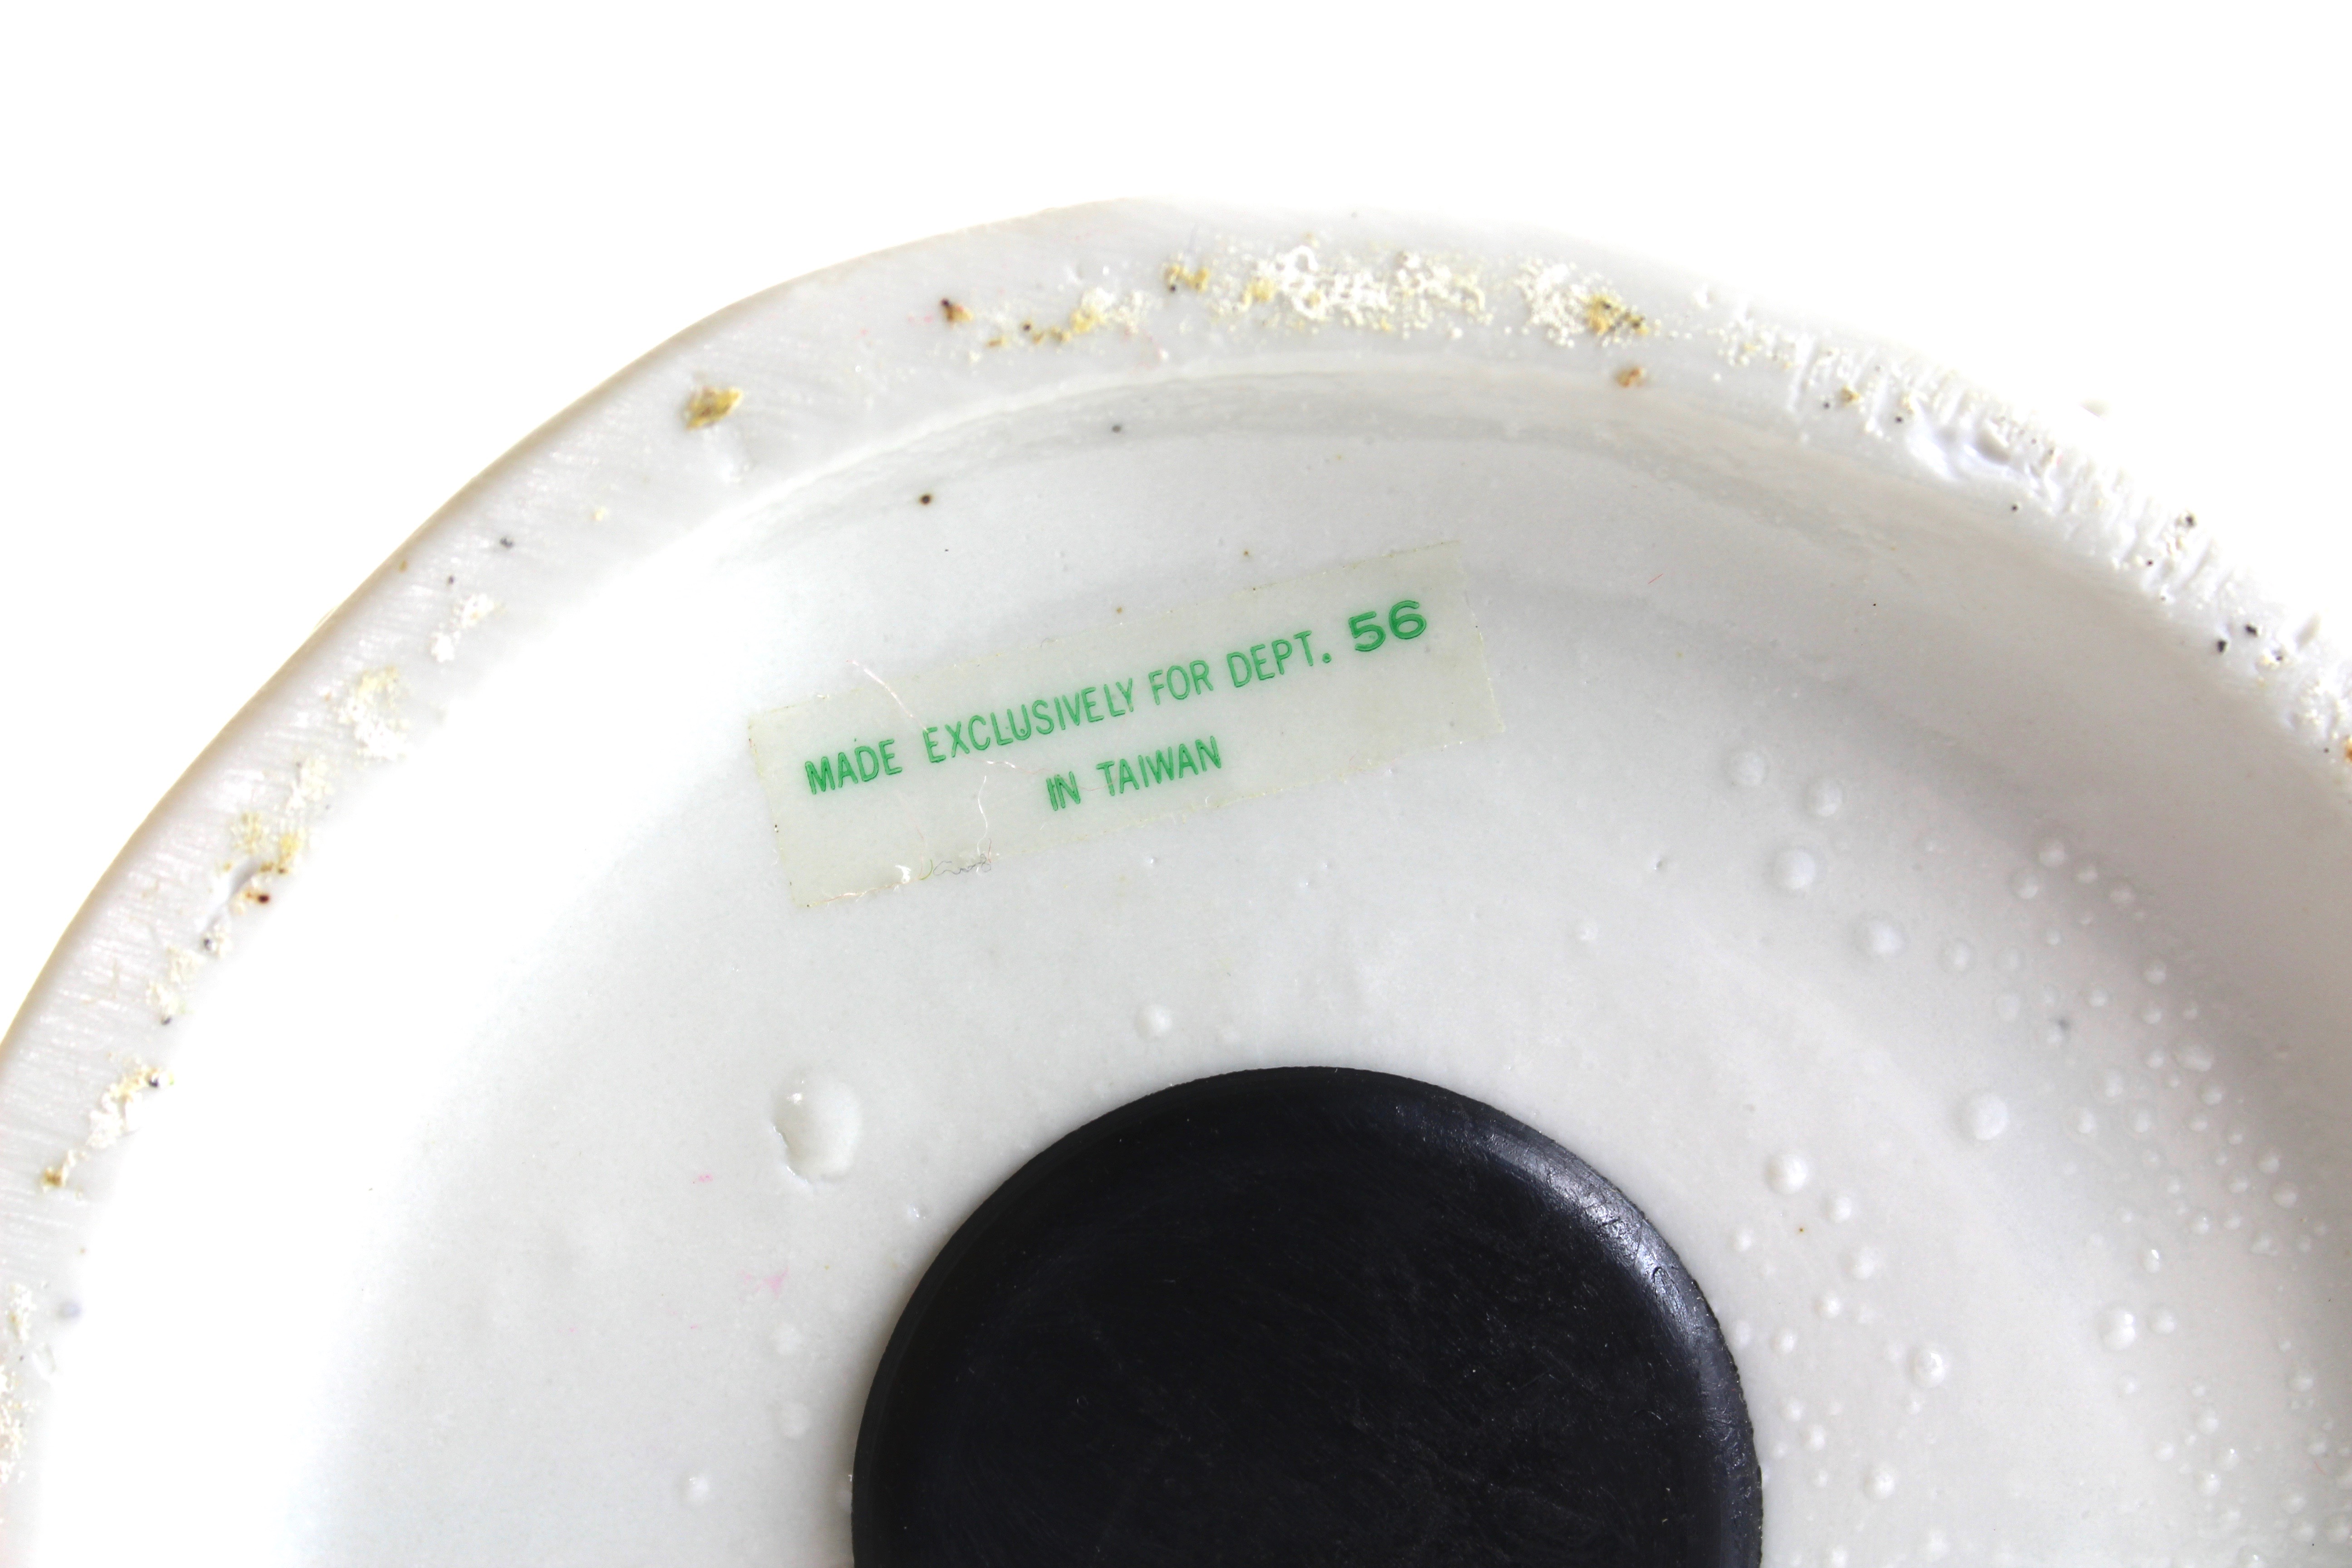 MADE EXCLUSIVELY FOR DEPT. 56
IN TAIWAN